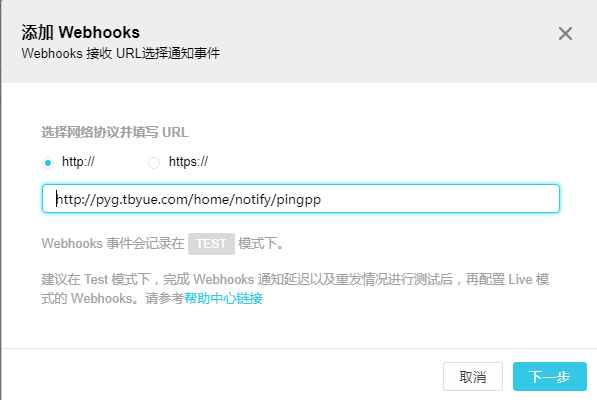 添加 Webhooks
Webhooks 接收 URL选择通知事件
选择网络协议并填写 URL
http:// https://
http://pyg.tbyue.com/home/notify/pingpp
Webhooks 事件会记录在 TEST 模式下。
建议在 Test 模式下，完成 Webhooks 通知延迟以及重发情况进行测试后，再配置 Live 模
式的 Webhooks。请参考帮助中心链接
取消 下一步